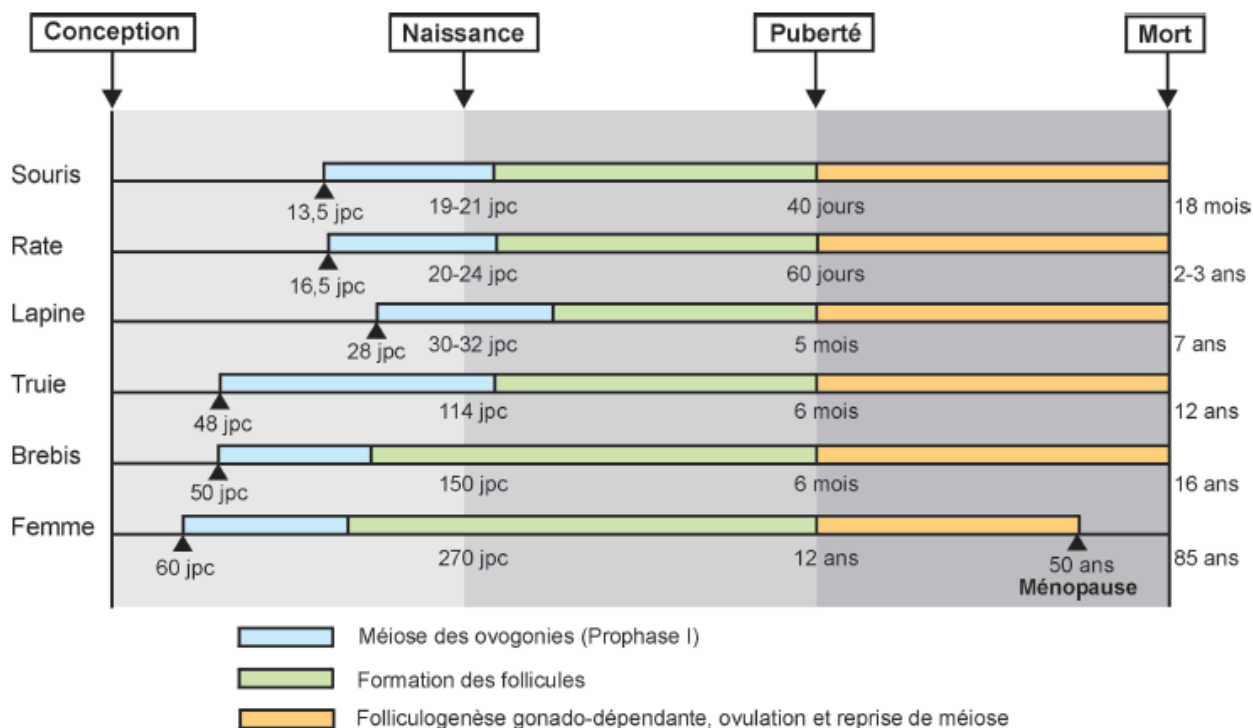 Conception Naissance Puberté Mort
Souris
13,5 jpc 19-21 jpc 40 jours 18 mois
Rate
16,5 jpc 20-24 jpc 60 jours 2-3 ans
Lapine
28 jpc 30-32 jpc 5 mois 7 ans
Truie
48 jpc 114 jpc 6 mois 12 ans
Brebis
50 jpc 150 jpc 6 mois 16 ans
Femme
60 jpc 270 jpc 12 ans 50 ans 85 ans
Ménopause
Méiose des ovogonies (Prophase I)
Formation des follicules
Folliculogenèse gonado-dépendante, ovulation et reprise de méiose